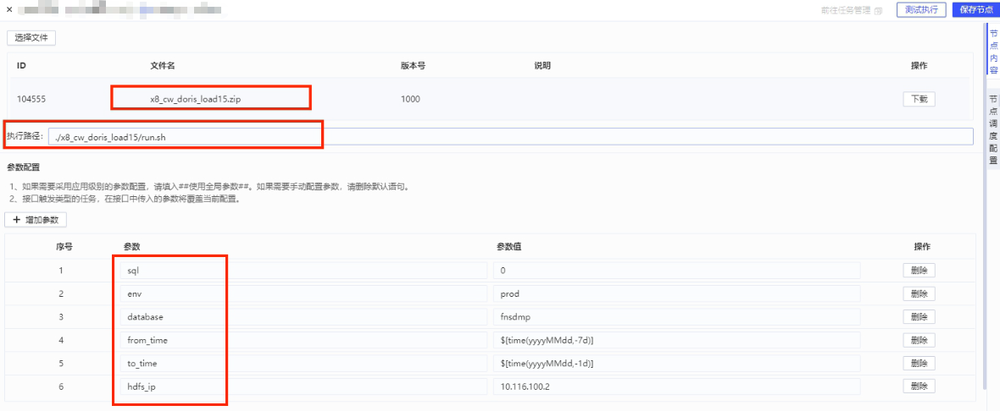 × 前往任务管理 测试执行 保存节点
选择文件
ID 文件名 版本号 说明 操作
104555 x8_cw_doris_load15.zip 1000 下载
执行路径: ./x8_cw_doris_load15/run.sh
参数配置
1、如果需要采用应用级别的参数配置，请填入##使用全局参数##。如果需要手动配置参数，请删除默认语句。
2、接口触发类型的任务，在接口中传入的参数将覆盖当前配置。
+ 增加参数
序号 参数 参数值 操作
1 sql 0 删除
2 env prod 删除
3 database fnsdmp 删除
4 from_time $[time(yyyyMMdd,-7d)] 删除
5 to_time $[time(yyyyMMdd,-1d)] 删除
6 hdfs_ip 10.116.100.2 删除
节点内容
节点调度配置